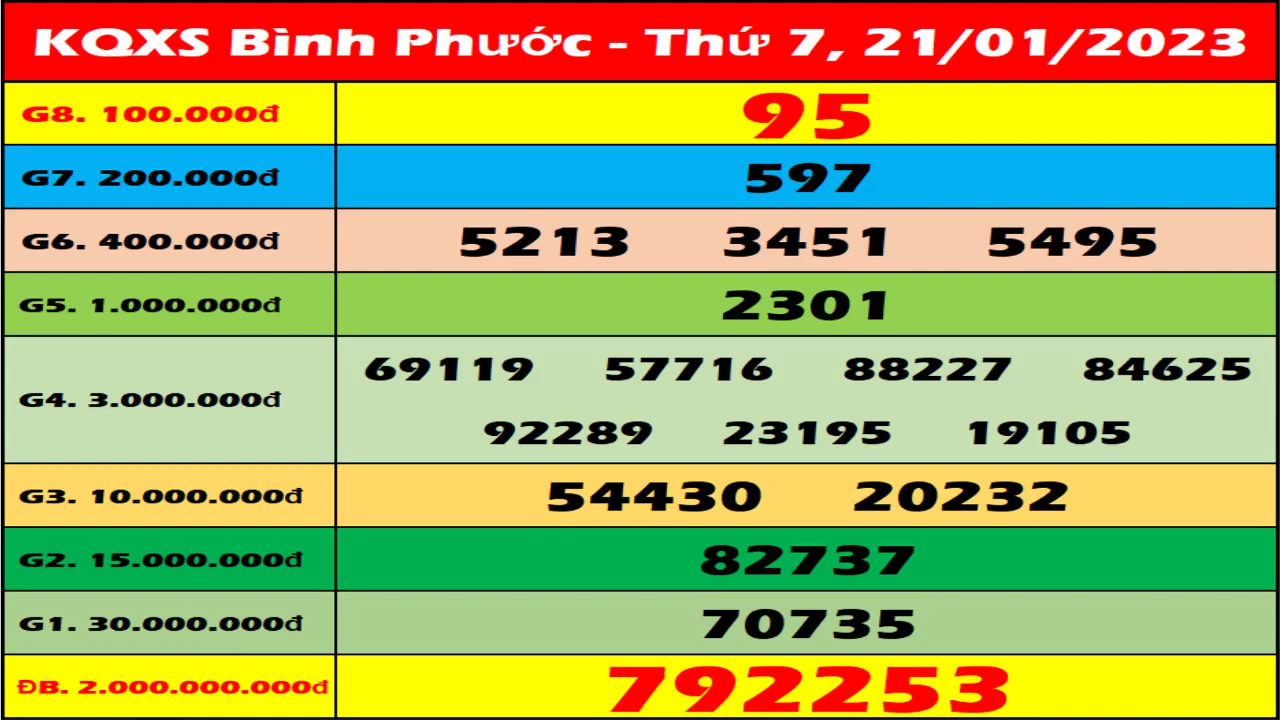 KQXS Bình Phước - Thứ 7, 21/01/2023
G8. 100.000đ 95
G7. 200.000đ 597
G6. 400.000đ 5213 3451 5495
G5. 1.000.000đ 2301
G4. 3.000.000đ 69119 57716 88227 84625
92289 23195 19105
G3. 10.000.000đ 54430 20232
G2. 15.000.000đ 82737
G1. 30.000.000đ 70735
ĐB. 2.000.000.000đ 792253